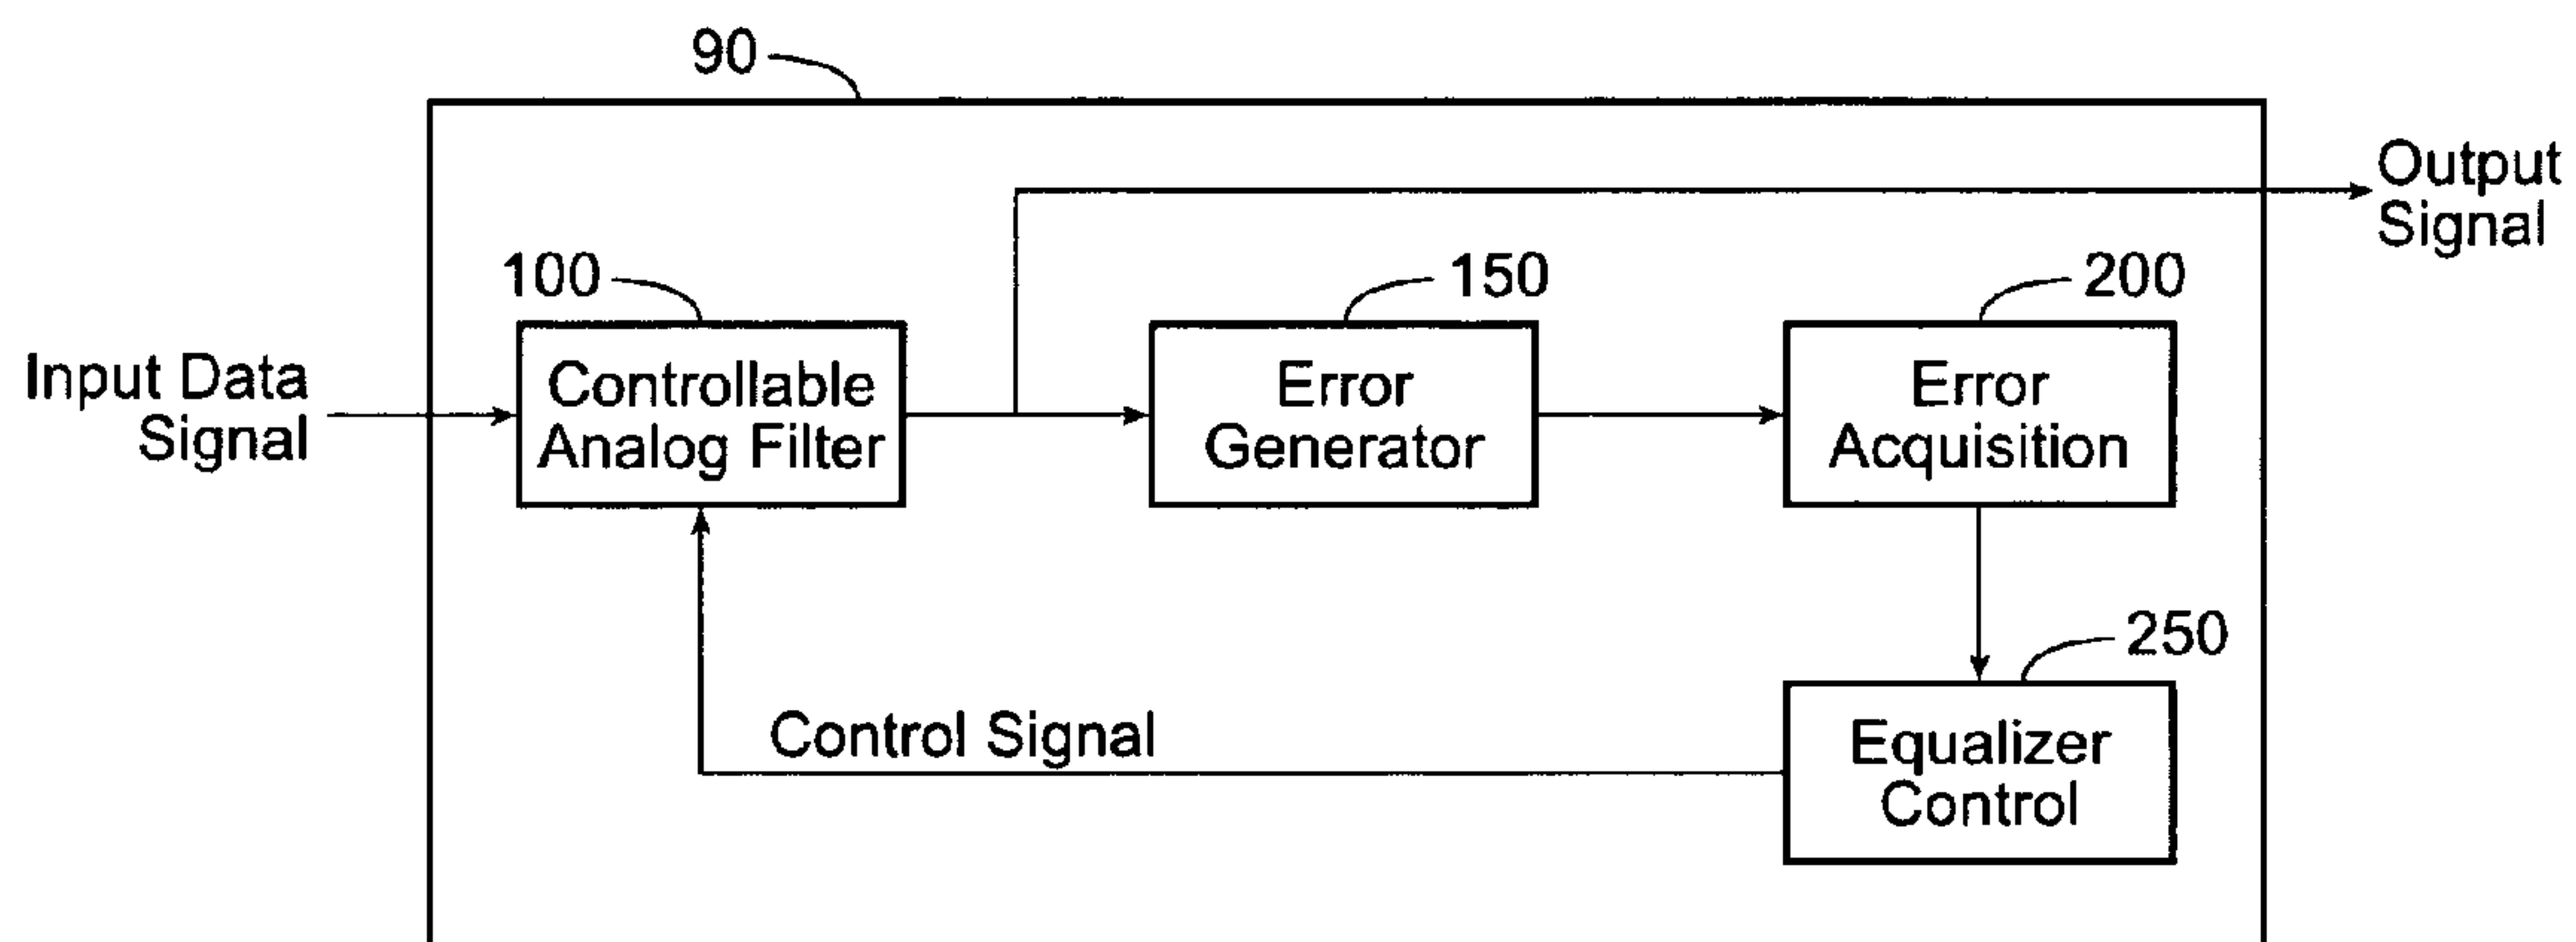 90
Output
Signal
100
150
200
Input Data
Signal
Controllable
Analog Filter
Error
Generator
Error
Acquisition
250
Control Signal
Equalizer
Control